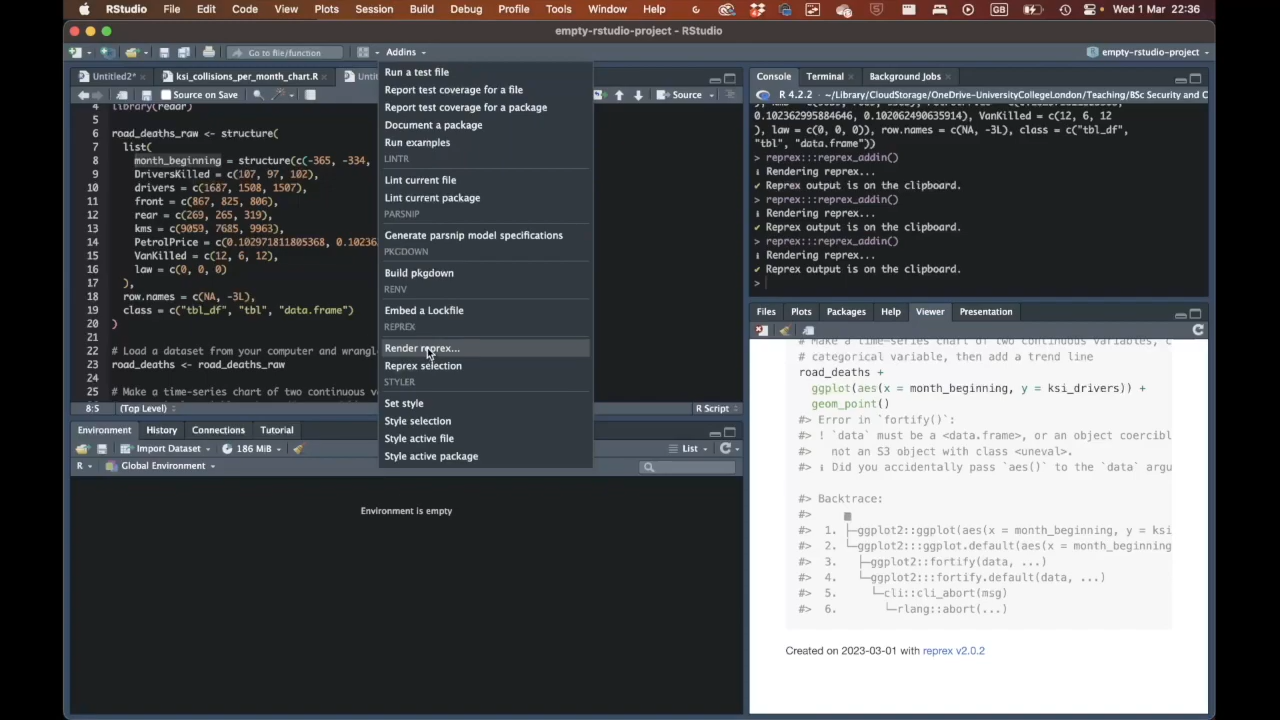 RStudio File Edit Code View Plots Session Build Debug Profile Tools Window Help GB Wed 1 Mar 22:36
empty-rstudio-project - RStudio
Go to file/function Addins empty-rstudio-project
Untitled2* ksi_collisions_per_month_chart.R
Source on Save Source
4
library(readr)
5
6 road_deaths_raw <- structure(
7 list(
8 month_beginning = structure(c(-365, -334,
9 DriversKilled = c(107, 97, 102),
10 drivers = c(1687, 1508, 1507),
11 front = c(867, 825, 806),
12 rear = c(269, 265, 319),
13 kms = c(9059, 7685, 9963),
14 PetrolPrice = c(0.102971811805368, 0.10236
15 VanKilled = c(12, 6, 12),
16 law = c(0, 0, 0)
17 ),
18 row.names = c(NA, -3L),
19 class = c("tbl_df", "tbl", "data.frame")
20 )
21
22 # Load a dataset from your computer and wrangl
23 road_deaths <- road_deaths_raw
24
25 # Make a time-series chart of two continuous va
8:5 (Top Level) R Script
Run a test file
Report test coverage for a file
Report test coverage for a package
Document a package
Run examples
LINTR
Lint current file
Lint current package
PARSNIP
Generate parsnip model specifications
PKGDOWN
Build pkgdown
RENV
Embed a Lockfile
REPREX
Render reprex...
Reprex selection
STYLER
Set style
Style selection
Style active file
Style active package
Environment History Connections Tutorial
Import Dataset 186 MiB List
R Global Environment
Environment is empty
Console Terminal Background Jobs
R 4.2.2 . ~/Library/CloudStorage/OneDrive-UniversityCollegeLondon/Teaching/BSc Security and C
0.102362995884646, 0.102062490635914), VanKilled = c(12, 6, 12
), law = c(0, 0, 0)), row.names = c(NA, -3L), class = c("tbl_df",
"tbl", "data.frame"))
> reprex:::reprex_addin()
ℹ Rendering reprex...
✔ Reprex output is on the clipboard.
> reprex:::reprex_addin()
ℹ Rendering reprex...
✔ Reprex output is on the clipboard.
> reprex:::reprex_addin()
ℹ Rendering reprex...
✔ Reprex output is on the clipboard.
>
Files Plots Packages Help Viewer Presentation
# Make a time-series chart of two continuous variables, c
# categorical variable, then add a trend line
road_deaths +
ggplot(aes(x = month_beginning, y = ksi_drivers)) +
geom_point()
#> Error in `fortify()`:
#> ! `data` must be a <data.frame>, or an object coercibl
#> not an S3 object with class <uneval>.
#> ℹ Did you accidentally pass `aes()` to the `data` argu
#> Backtrace:
#> ▆
#> 1. ├─ggplot2::ggplot(aes(x = month_beginning, y = ksi
#> 2. └─ggplot2:::ggplot.default(aes(x = month_beginning
#> 3. ├─ggplot2::fortify(data, ...)
#> 4. └─ggplot2:::fortify.default(data, ...)
#> 5. └─cli::cli_abort(msg)
#> 6. └─rlang::abort(...)
Created on 2023-03-01 with reprex v2.0.2